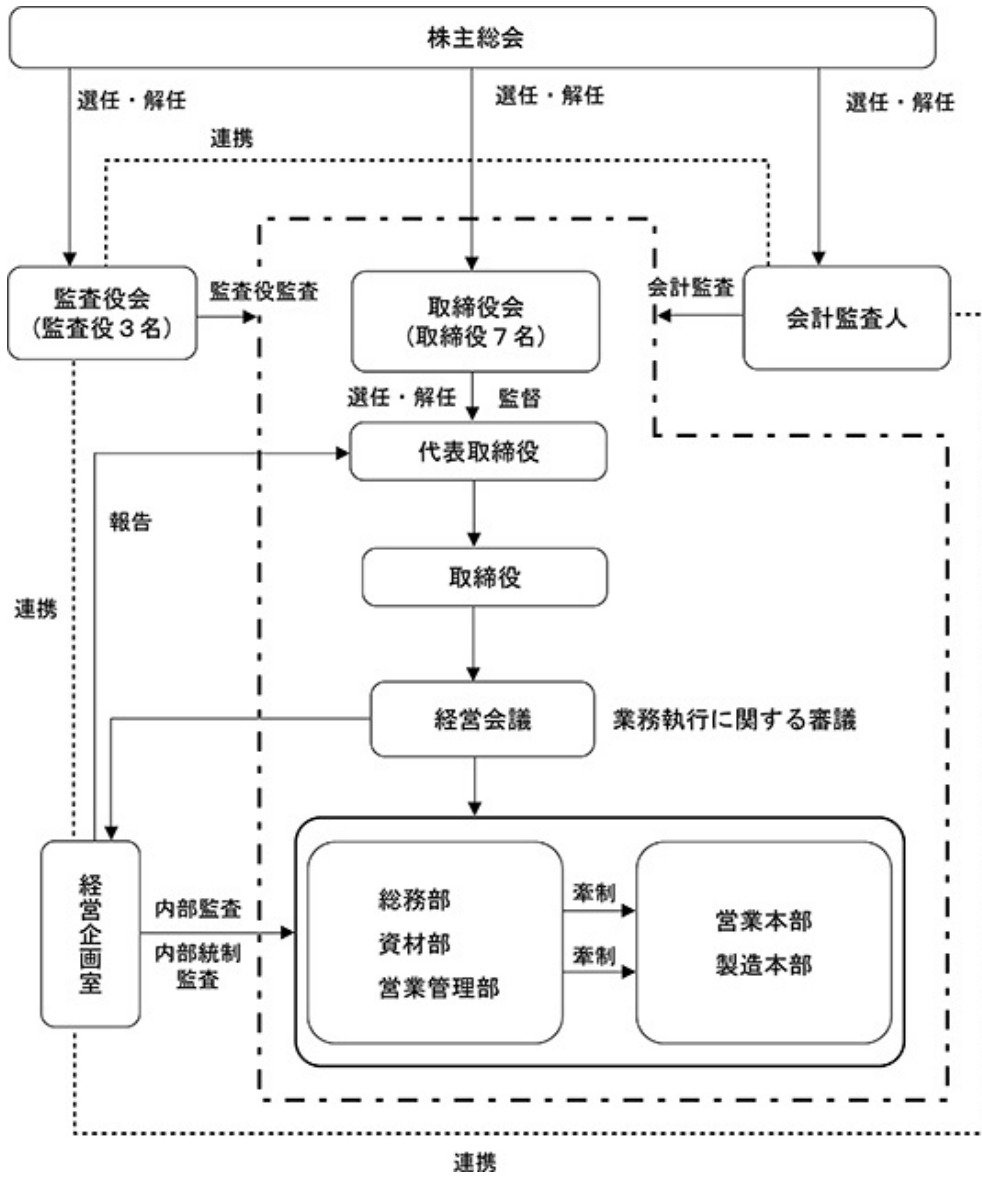 株主総会
選任・解任
選任・解任
選任・解任
連携
監査役会
(監査役3名)
監査役監査
取締役会
(取締役7名)
会計監査
会計監査人
選任・解任
監督
代表取締役
報告
取締役
連携
経営会議
業務執行に関する審議
経営企画室
内部監査
内部統制
監査
総務部
資材部
営業管理部
牽制
牽制
営業本部
製造本部
連携